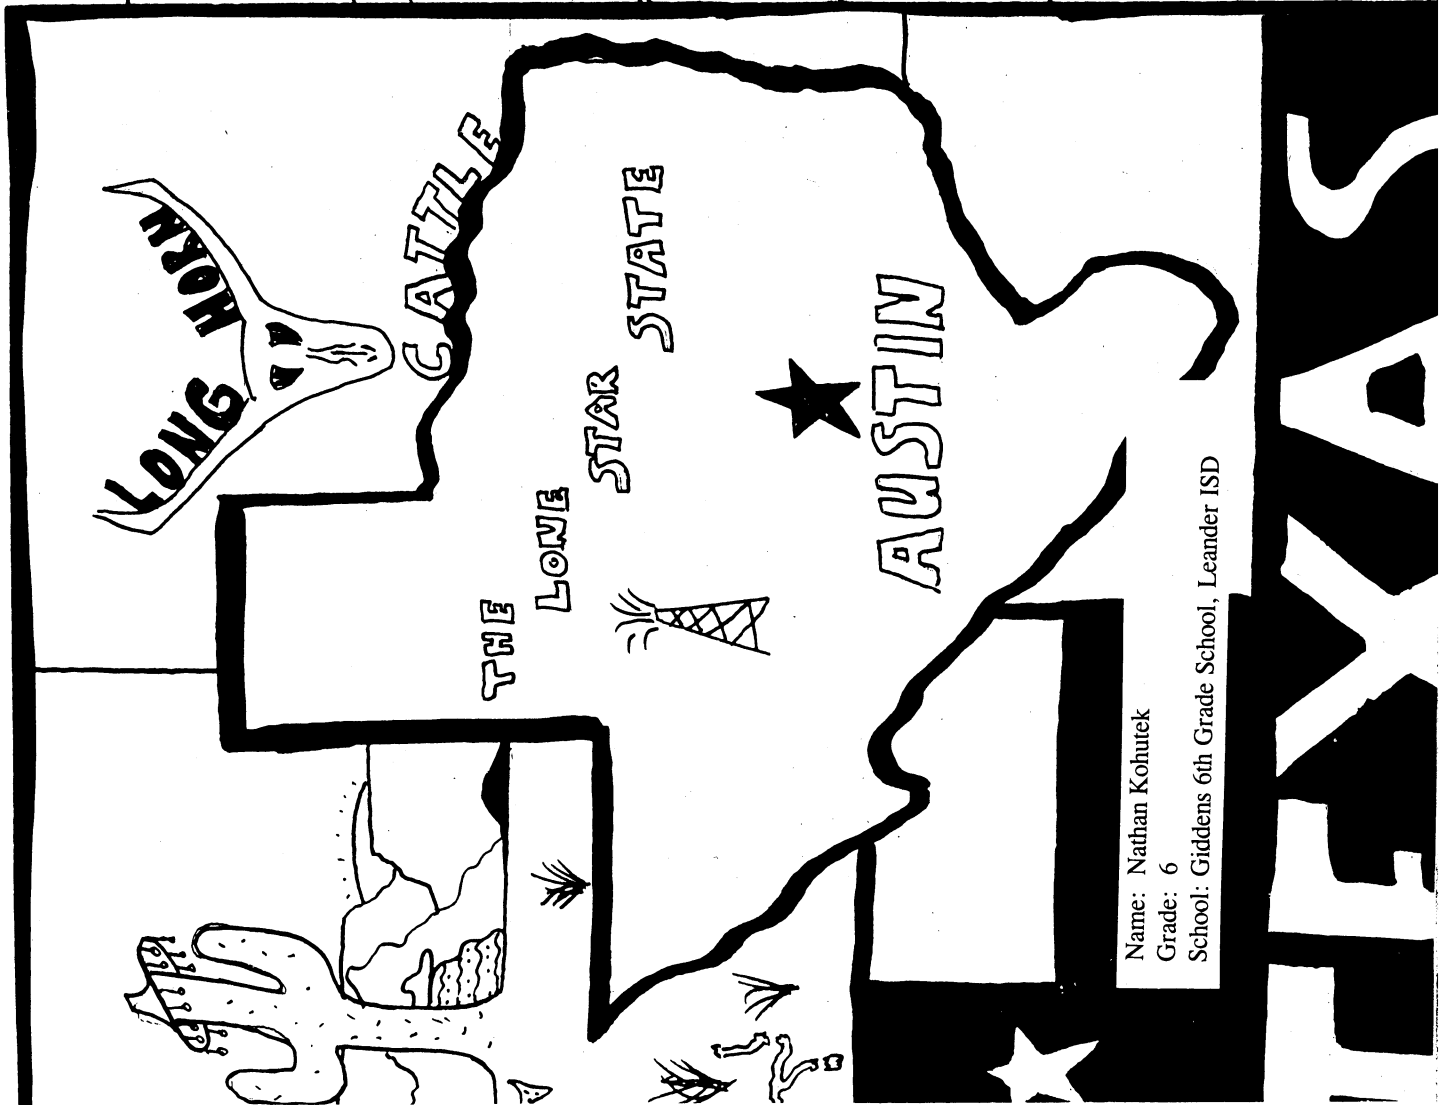 LONG HORN
CATTLE
THE LONE STAR STATE
AUSTIN
Name: Nathan Kohutek
Grade: 6
School: Giddens 6th Grade School, Leander ISD
TEXAS